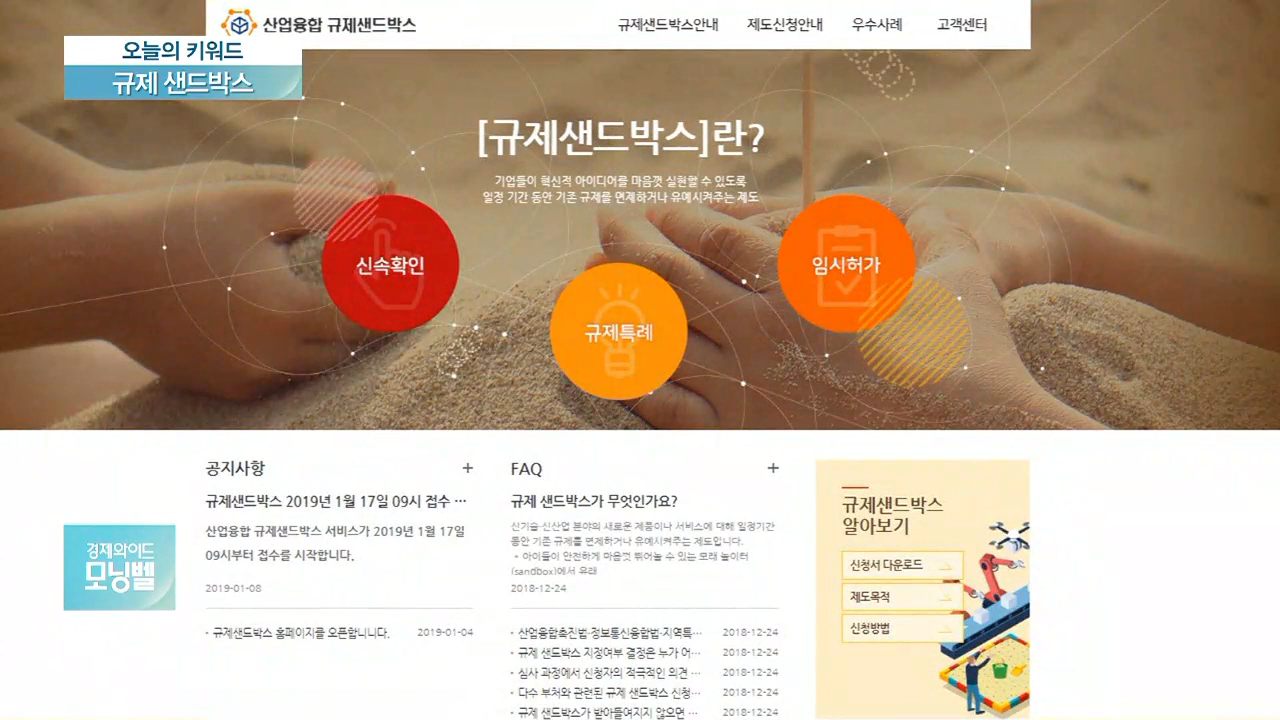 산업융합 규제샌드박스
규제샌드박스안내 제도신청안내 우수사례 고객센터
오늘의 키워드
규제 샌드박스
[규제샌드박스]란?
기업들이 혁신적 아이디어를 마음껏 실현할 수 있도록
일정 기간 동안 기존 규제를 면제하거나 유예시켜주는 제도
신속확인
규제특례
임시허가
공지사항 +
규제샌드박스 2019년 1월 17일 09시 접수 ···
산업융합 규제샌드박스 서비스가 2019년 1월 17일
09시부터 접수를 시작합니다.
2019-01-08
· 규제샌드박스 홈페이지를 오픈합니다. 2019-01-04
FAQ +
규제 샌드박스가 무엇인가요?
신기술·신산업 분야의 새로운 제품이나 서비스에 대해 일정기간
동안 기존 규제를 면제하거나 유예시켜주는 제도입니다.
* 아이들이 안전하게 마음껏 뛰어놀 수 있는 모래 놀이터
(sandbox)에서 유래
2018-12-24
· 산업융합촉진법·정보통신융합법·지역특··· 2018-12-24
· 규제 샌드박스 지정여부 결정은 누가 어··· 2018-12-24
· 심사 과정에서 신청자의 적극적인 의견 ··· 2018-12-24
· 다수 부처와 관련된 규제 샌드박스 신청··· 2018-12-24
· 규제 샌드박스가 받아들여지지 않으면 ··· 2018-12-24
규제샌드박스
알아보기
신청서 다운로드
제도목적
신청방법
경제와이드
모닝벨